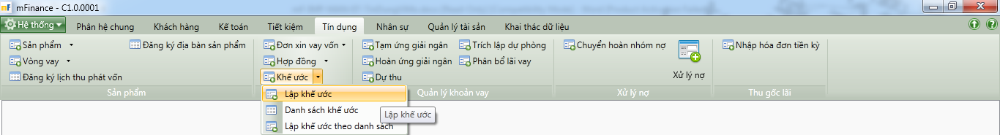 mF mFinance - C1.0.0001
Hệ thống Phân hệ chung Khách hàng Kế toán Tiết kiệm Tín dụng Nhân sự Quản lý tài sản Khai thác dữ liệu
Sản phẩm Đăng ký địa bàn sản phẩm Đơn xin vay vốn Tạm ứng giải ngân Trích lập dự phòng Chuyển hoàn nhóm nợ Nhập hóa đơn tiền kỳ
Vòng vay Hợp đồng Hoàn ứng giải ngân Phân bổ lãi vay
Đăng ký lịch thu phát vốn Khế ước Dự thu Xử lý nợ
Sản phẩm Quản lý khoản vay Xử lý nợ Thu gốc lãi
Lập khế ước
Danh sách khế ước
Lập khế ước
Lập khế ước theo danh sách